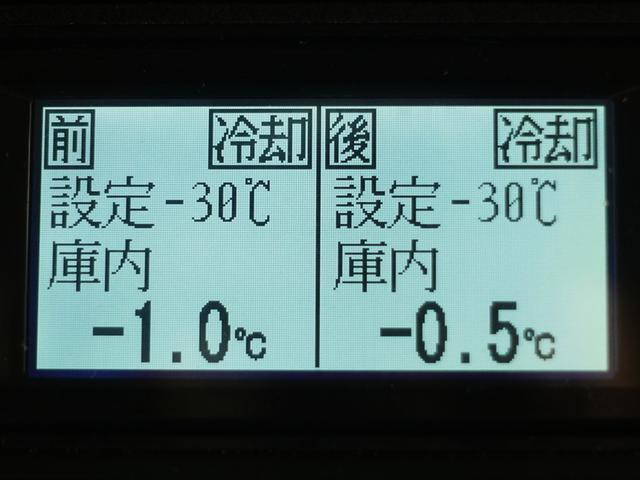 前 冷却
設定-30℃
庫内
-1.0℃
後 冷却
設定-30℃
庫内
-0.5℃